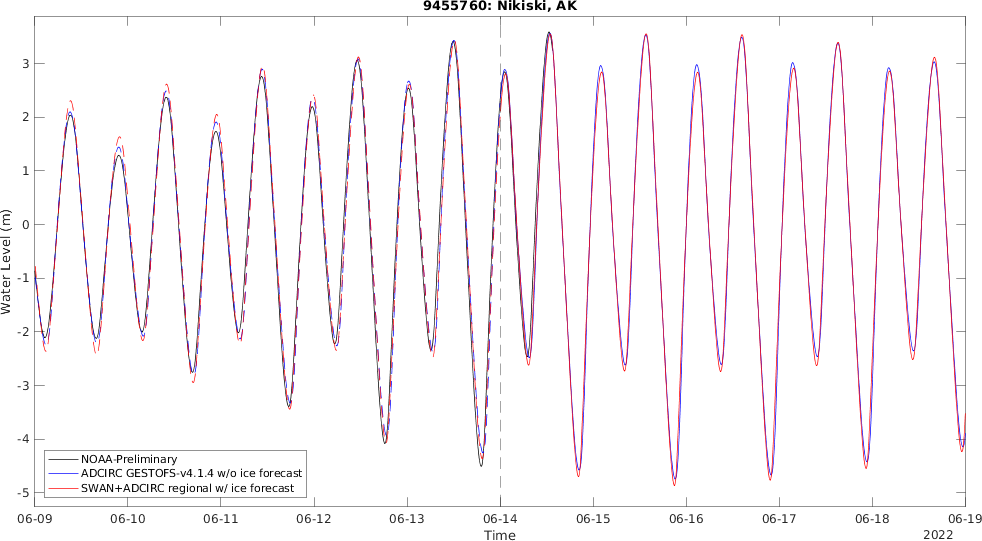 9455760: Nikiski, AK
Water Level (m)
3
2
1
0
-1
-2
-3
-4
-5
NOAA-Preliminary
ADCIRC GESTOFS-v4.1.4 w/o ice forecast
SWAN+ADCIRC regional w/ ice forecast
06-09 06-10 06-11 06-12 06-13 06-14 06-15 06-16 06-17 06-18 06-19
Time 2022